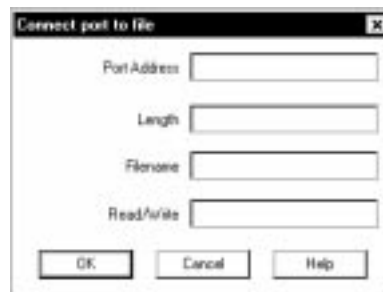 Connect port to file
Port Address
Length
Filename
Read/Write
OK Cancel Help